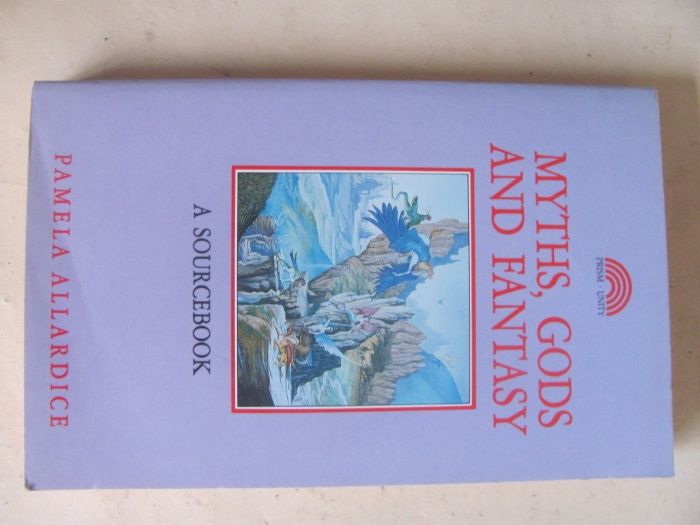 PRISM · UNITY
MYTHS, GODS
AND FANTASY
A SOURCEBOOK
PAMELA ALLARDICE